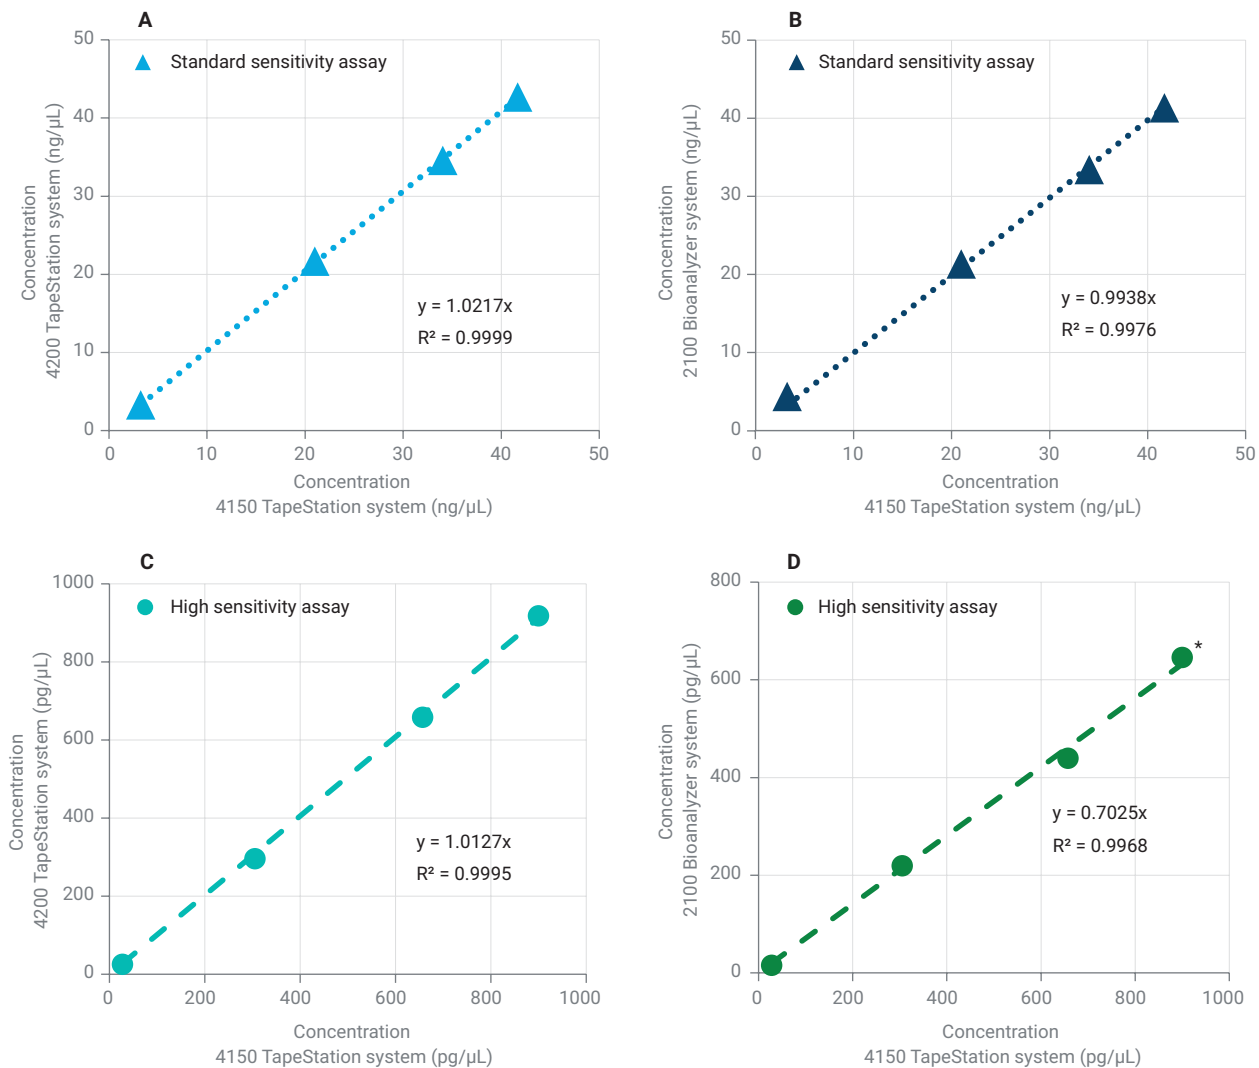 A
50
40
30
20
10
0
0
10
20
30
40
50
Standard sensitivity assay
y = 1.0217x
R² = 0.9999
Concentration
4200 TapeStation system (ng/µL)
Concentration
4150 TapeStation system (ng/µL)
B
50
40
30
20
10
0
0
10
20
30
40
50
Standard sensitivity assay
y = 0.9938x
R² = 0.9976
Concentration
2100 Bioanalyzer system (ng/µL)
Concentration
4150 TapeStation system (ng/µL)
C
1000
800
600
400
200
0
0
200
400
600
800
1000
High sensitivity assay
y = 1.0127x
R² = 0.9995
Concentration
4200 TapeStation system (pg/µL)
Concentration
4150 TapeStation system (pg/µL)
D
800
600
400
200
0
0
200
400
600
800
1000
High sensitivity assay
*
y = 0.7025x
R² = 0.9968
Concentration
2100 Bioanalyzer system (pg/µL)
Concentration
4150 TapeStation system (pg/µL)